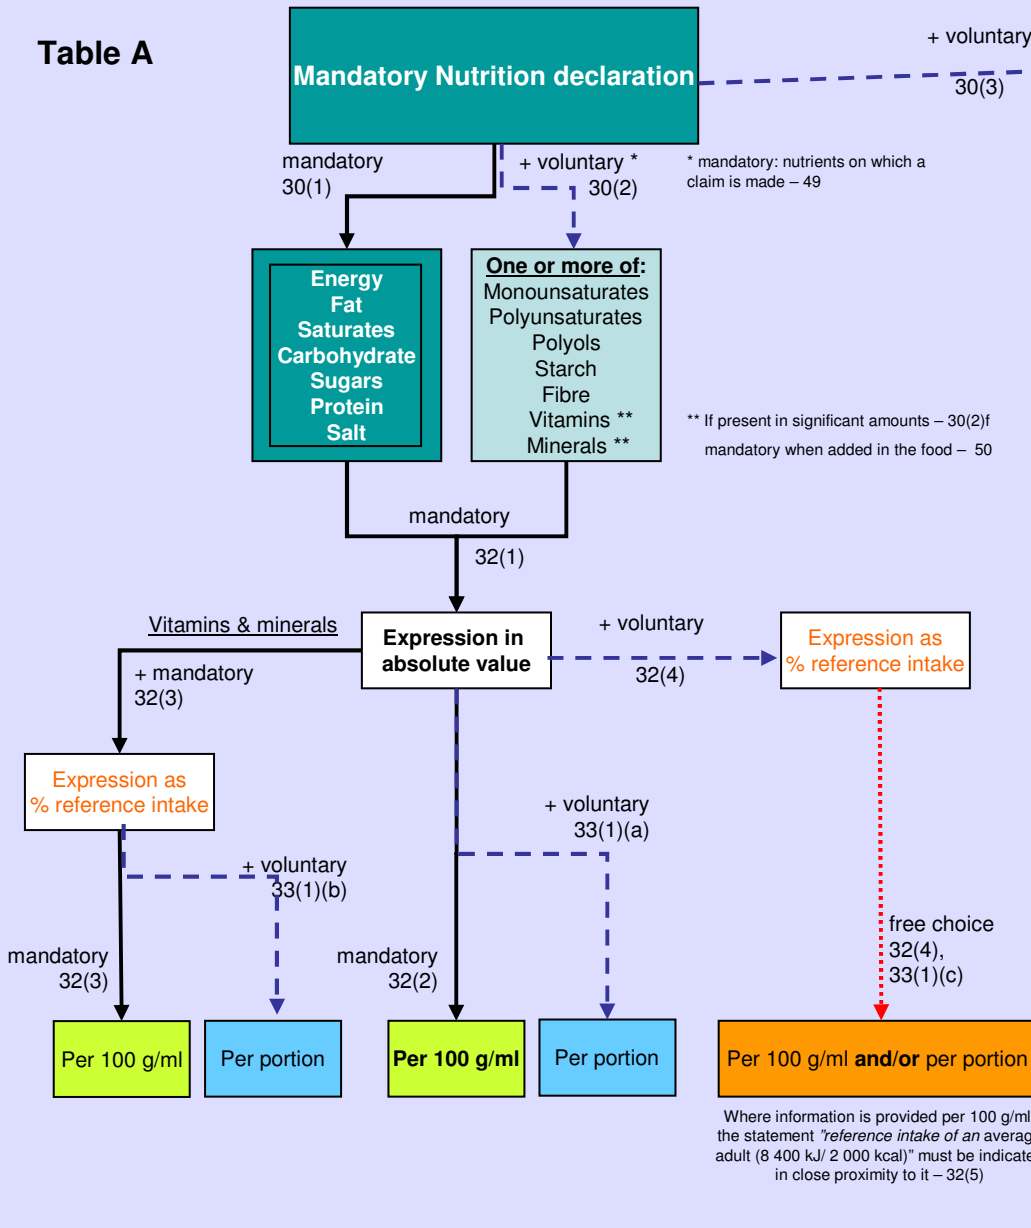 Table A
Mandatory Nutrition declaration
+ voluntary
30(3)
mandatory
30(1)
+ voluntary *
30(2)
* mandatory: nutrients on which a
claim is made – 49
Energy
Fat
Saturates
Carbohydrate
Sugars
Protein
Salt
One or more of:
Monounsaturates
Polyunsaturates
Polyols
Starch
Fibre
Vitamins **
Minerals **
** If present in significant amounts – 30(2)f
mandatory when added in the food – 50
mandatory
32(1)
Vitamins & minerals
+ mandatory
32(3)
Expression in
absolute value
+ voluntary
32(4)
Expression as
% reference intake
Expression as
% reference intake
+ voluntary
33(1)(a)
+ voluntary
33(1)(b)
mandatory
32(3)
mandatory
32(2)
free choice
32(4),
33(1)(c)
Per 100 g/ml
Per portion
Per 100 g/ml
Per portion
Per 100 g/ml and/or per portion
Where information is provided per 100 g/ml
the statement "reference intake of an averag
adult (8 400 kJ/ 2 000 kcal)" must be indicate
in close proximity to it – 32(5)